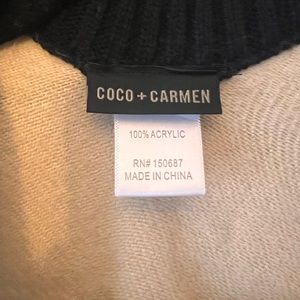 COCO + CARMEN
100% ACRYLIC
RN# 150687
MADE IN CHINA